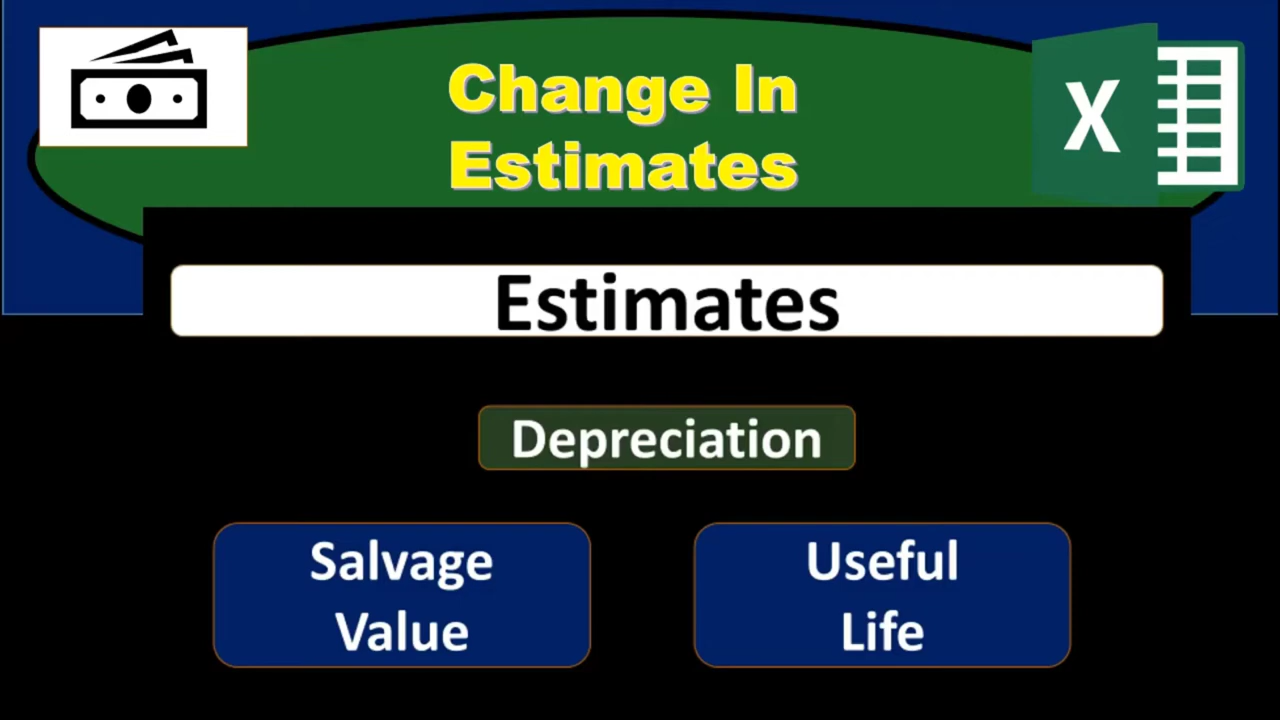 Change In
Estimates
X
Estimates
Depreciation
Salvage
Value
Useful
Life